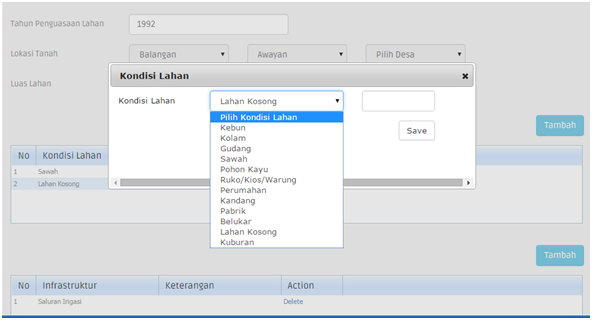 Tahun Penguasaan Lahan 1992
Lokasi Tanah Balangan Awayan Pilih Desa
Luas Lahan
Kondisi Lahan
Kondisi Lahan Lahan Kosong
Pilih Kondisi Lahan
Kebun
Kolam
Gudang
Sawah
Pohon Kayu
Ruko/Kios/Warung
Perumahan
Kandang
Pabrik
Belukar
Lahan Kosong
Kuburan
Save
Tambah
No Kondisi Lahan
1 Sawah
2 Lahan Kosong
Tambah
No Infrastruktur Keterangan Action
1 Saluran Irigasi Delete